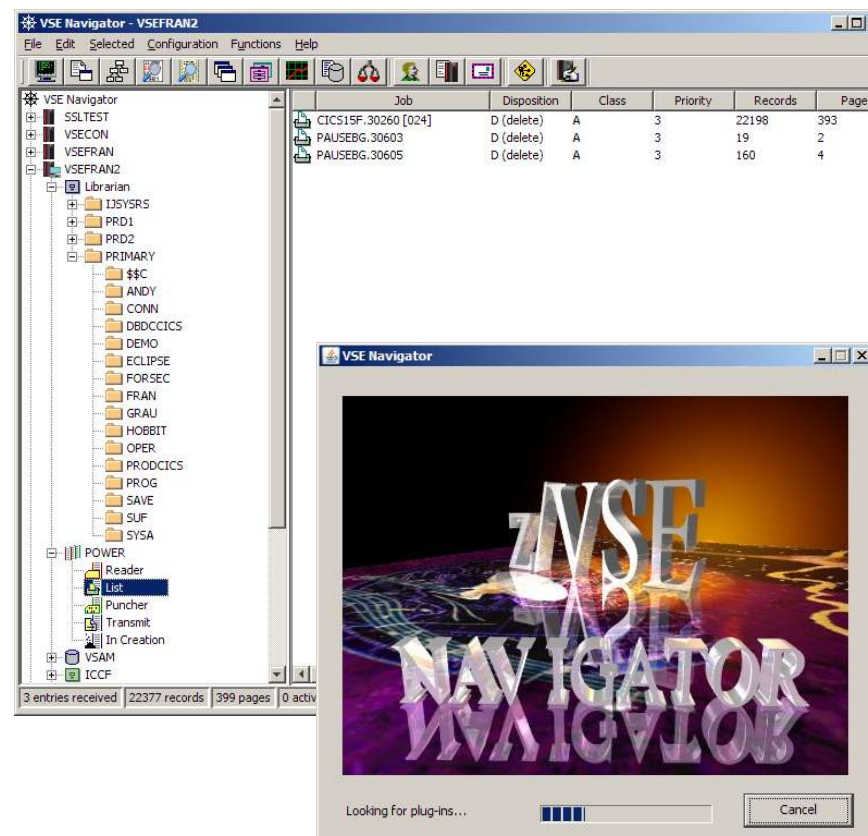 VSE Navigator - VSEFRAN2
File Edit Selected Configuration Functions Help
VSE Navigator
SSLTEST
VSECON
VSEFRAN
VSEFRAN2
Librarian
IJSYSRS
PRD1
PRD2
PRIMARY
$$C
ANDY
CONN
DBDCCICS
DEMO
ECLIPSE
FORSEC
FRAN
GRAU
HOBBIT
OPER
PRODCICS
PROG
SAVE
SUF
SYSA
POWER
Reader
List
Puncher
Transmit
In Creation
VSAM
ICCF
Job Disposition Class Priority Records Page
CICS15F.30260 [024] D (delete) A 3 22198 393
PAUSEBG.30603 D (delete) A 3 19 2
PAUSEBG.30605 D (delete) A 3 160 4
3 entries received 22377 records 399 pages 0 activ
VSE Navigator
z/VSE
NAVIGATOR
Looking for plug-ins...
Cancel